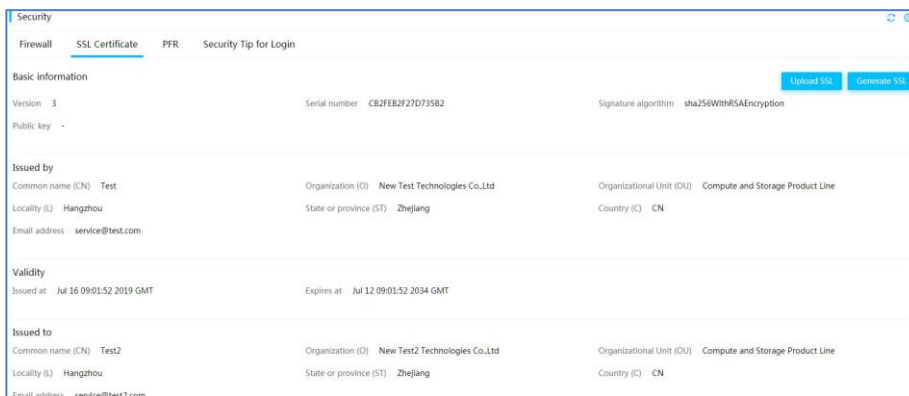 Security
Firewall SSL Certificate PFR Security Tip for Login
Basic information Upload SSL Generate SSL
Version 3 Serial number CB2FEB2F27D735B2 Signature algorithm sha256WithRSAEncryption
Public key -
Issued by
Common name (CN) Test Organization (O) New Test Technologies Co.,Ltd Organizational Unit (OU) Compute and Storage Product Line
Locality (L) Hangzhou State or province (ST) Zhejiang Country (C) CN
Email address service@test.com
Validity
Issued at Jul 16 09:01:52 2019 GMT Expires at Jul 12 09:01:52 2034 GMT
Issued to
Common name (CN) Test2 Organization (O) New Test2 Technologies Co.,Ltd Organizational Unit (OU) Compute and Storage Product Line
Locality (L) Hangzhou State or province (ST) Zhejiang Country (C) CN
Email address service@test2.com